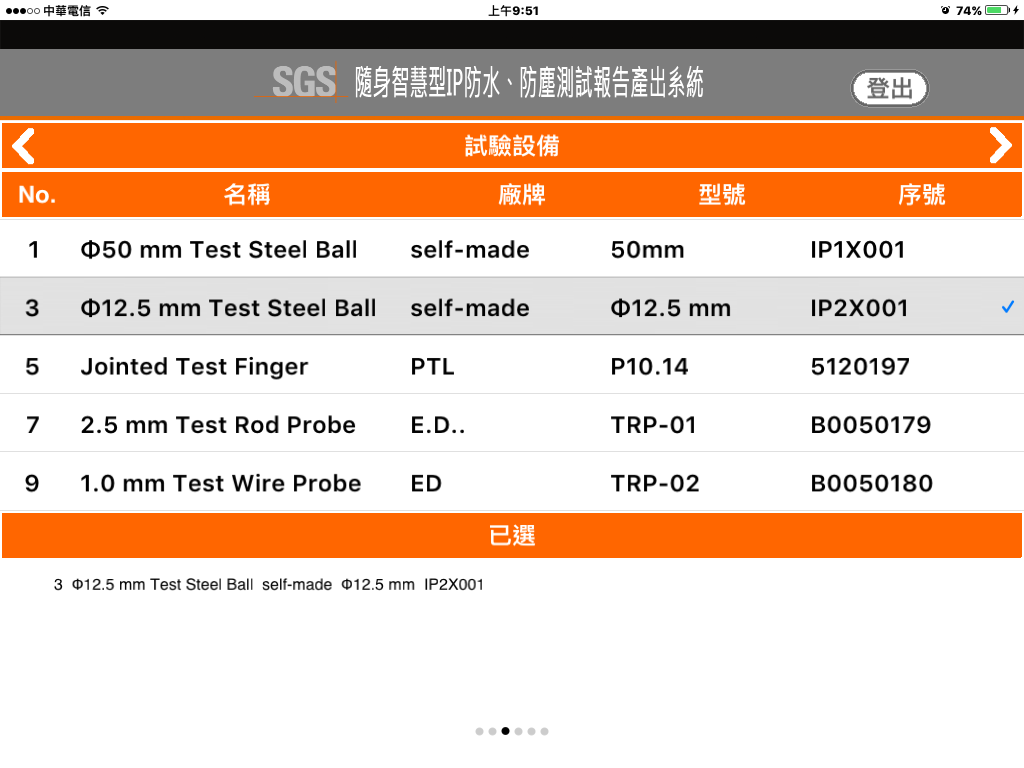 中華電信 上午9:51 74%
SGS 隨身智慧型IP防水、防塵測試報告產出系統 登出
試驗設備
No. 名稱 廠牌 型號 序號
1 Φ50 mm Test Steel Ball self-made 50mm IP1X001
3 Φ12.5 mm Test Steel Ball self-made Φ12.5 mm IP2X001
5 Jointed Test Finger PTL P10.14 5120197
7 2.5 mm Test Rod Probe E.D.. TRP-01 B0050179
9 1.0 mm Test Wire Probe ED TRP-02 B0050180
已選
3 Φ12.5 mm Test Steel Ball self-made Φ12.5 mm IP2X001